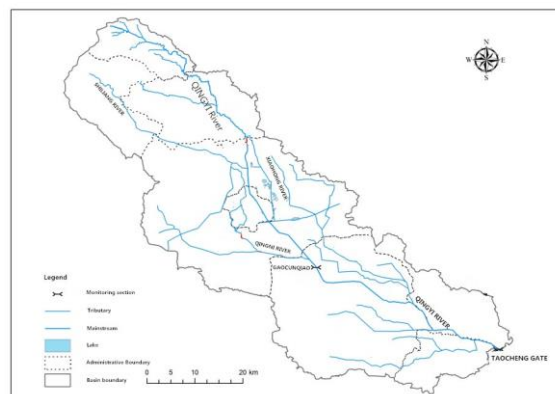 N
W E
S
QINGYI River
SHILIANG RIVER
XIAOHONG RIVER
QINGNI RIVER
GAOCUNQIAO
QINGYI RIVER
TAOCHENG GATE
Legend
Monitoring section
Tributary
Mainstream
Lake
Administrative Boundary
Basin boundary
0 5 10 20 km